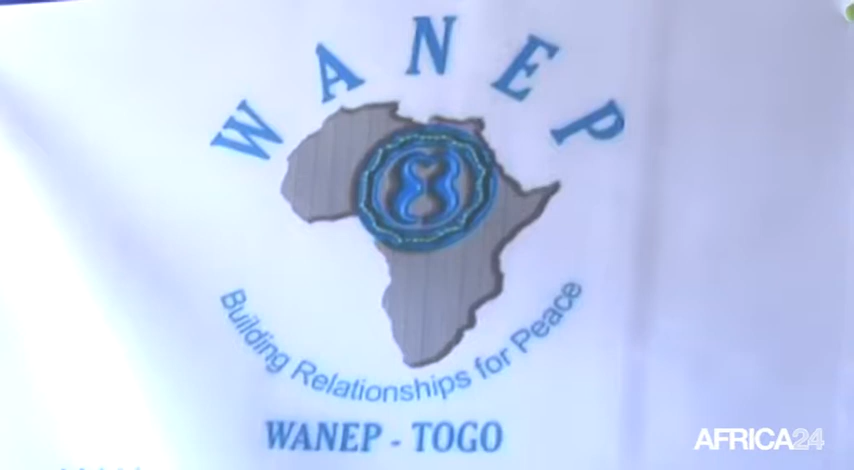 WANEP
Building Relationships for Peace
WANEP - TOGO
AFRICA24